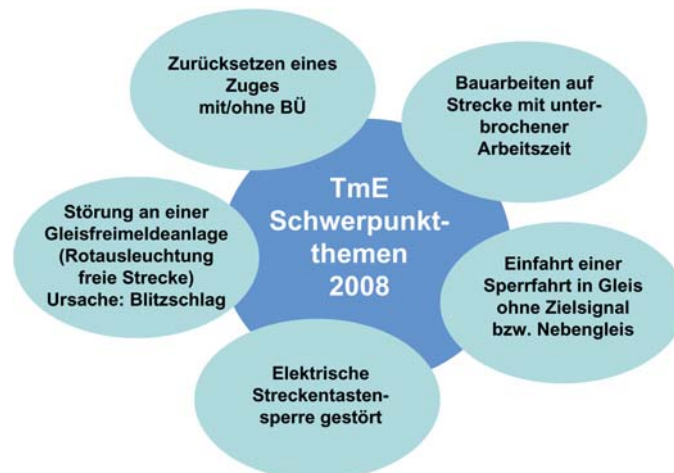 Zurücksetzen eines
Zuges
mit/ohne BÜ
Bauarbeiten auf
Strecke mit unter-
brochener
Arbeitszeit
TmE
Schwerpunkt-
themen
2008
Störung an einer
Gleisfreimeldeanlage
(Rotausleuchtung
freie Strecke)
Ursache: Blitzschlag
Einfahrt einer
Sperrfahrt in Gleis
ohne Zielsignal
bzw. Nebengleis
Elektrische
Streckentasten-
sperre gestört